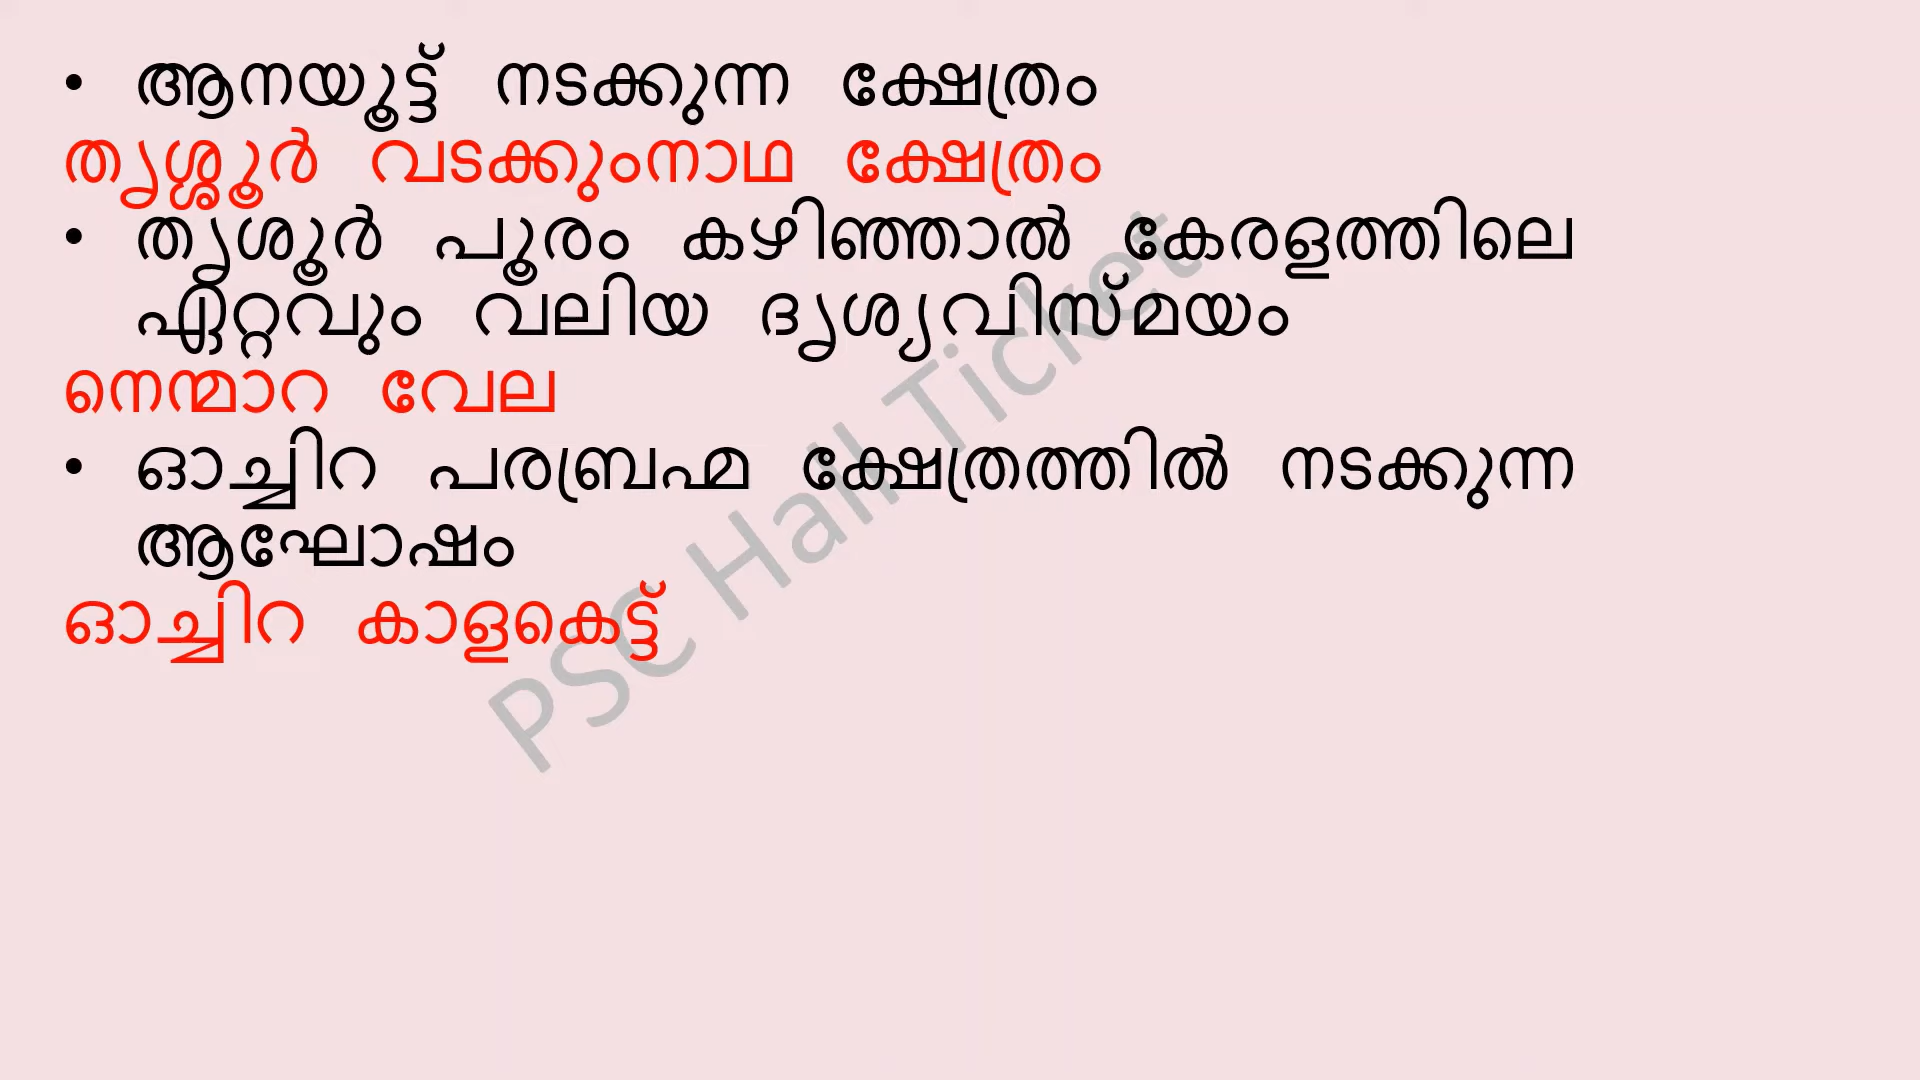 • ആനയൂട്ട് നടക്കുന്ന ക്ഷേത്രം
തൃശ്ശൂർ വടക്കുംനാഥ ക്ഷേത്രം
• തൃശൂർ പൂരം കഴിഞ്ഞാൽ കേരളത്തിലെ
ഏറ്റവും വലിയ ദൃശ്യവിസ്മയം
നെന്മാറ വേല
• ഓച്ചിറ പരബ്രഹ്മ ക്ഷേത്രത്തിൽ നടക്കുന്ന
ആഘോഷം
ഓച്ചിറ കാളകെട്ട്
PSC Hall Ticket